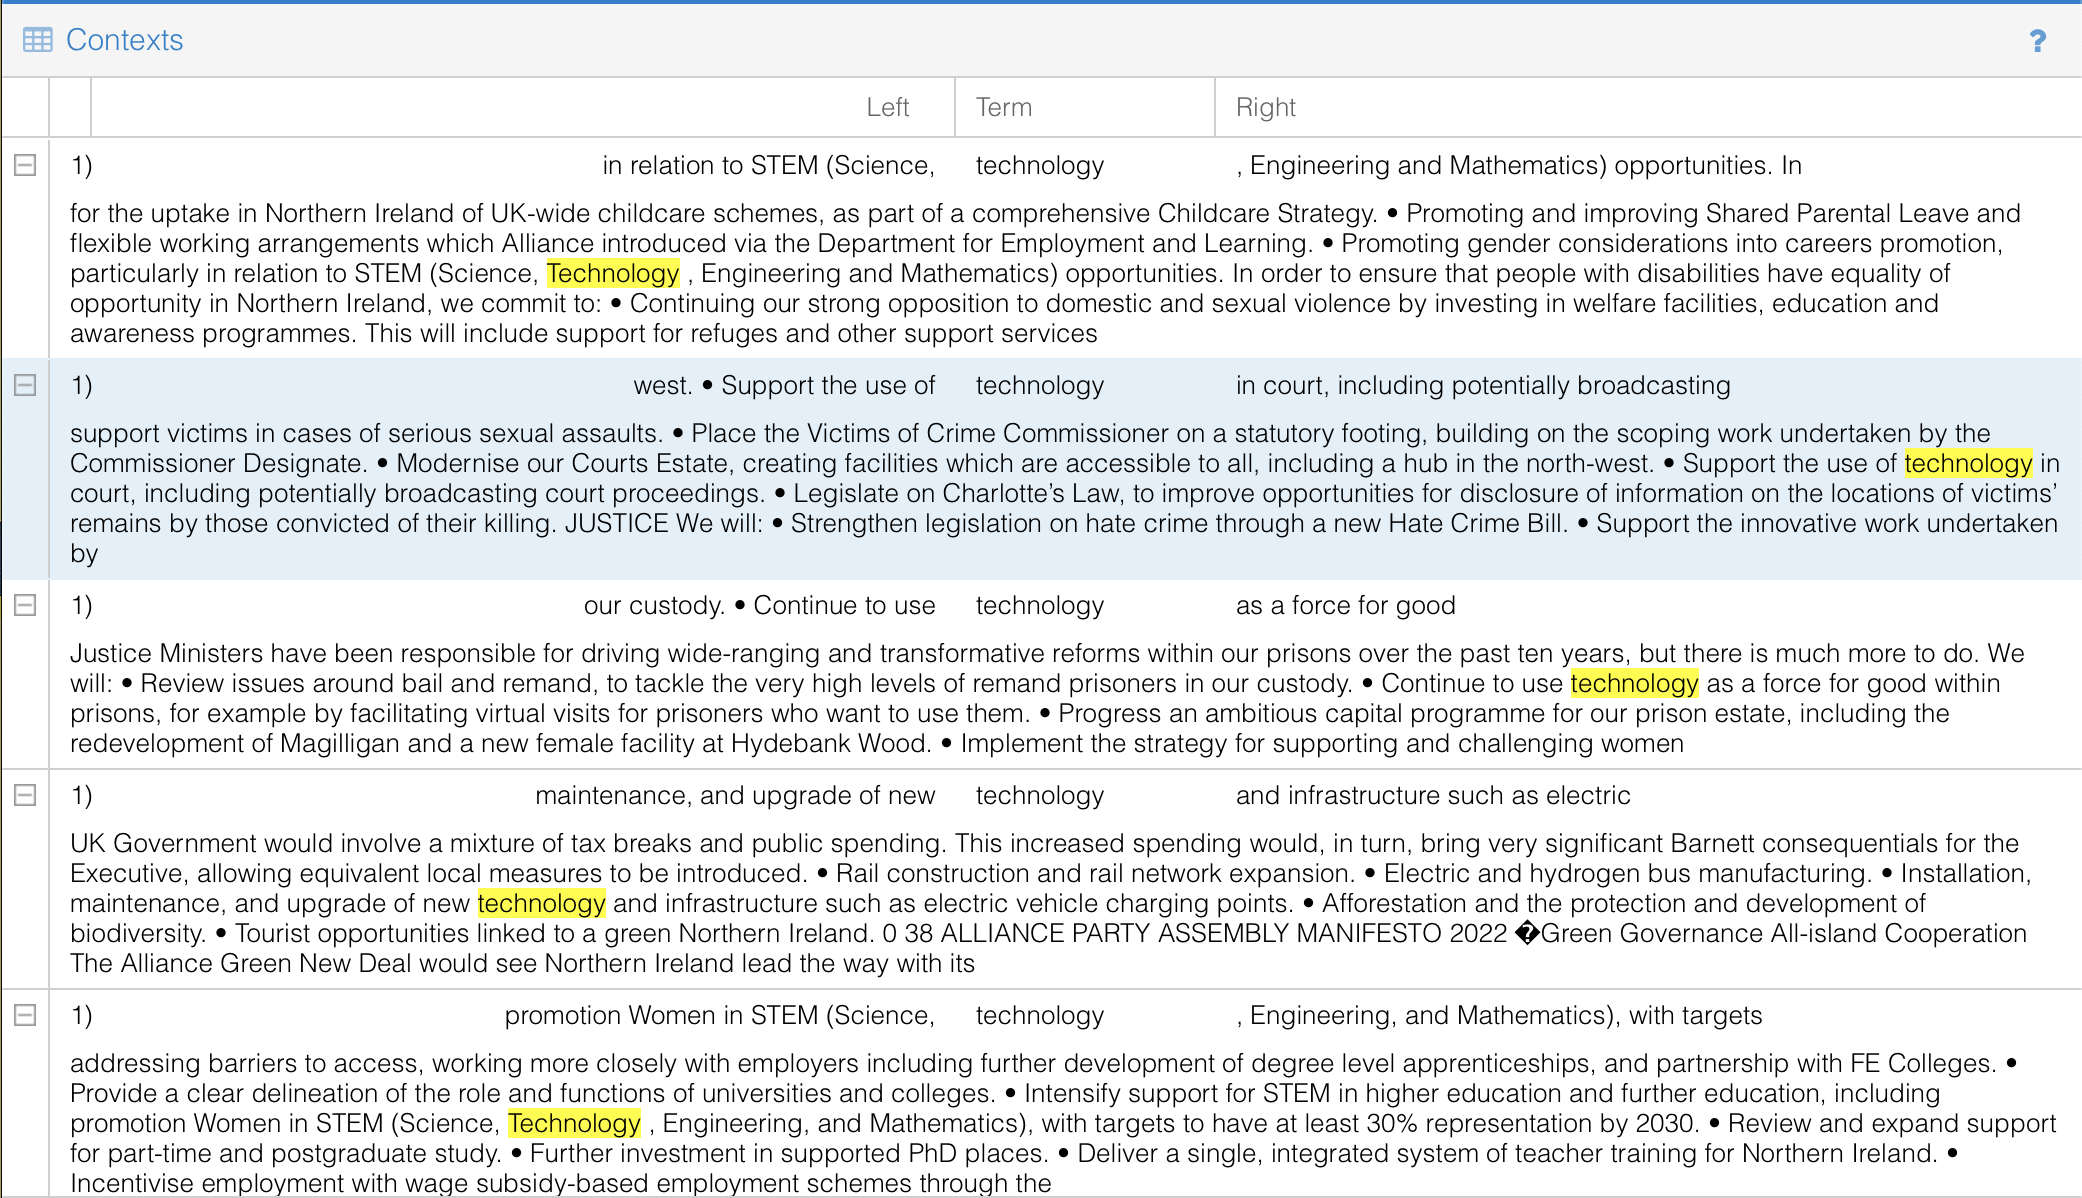 Contexts ?
Left Term Right
1) in relation to STEM (Science, technology , Engineering and Mathematics) opportunities. In
for the uptake in Northern Ireland of UK-wide childcare schemes, as part of a comprehensive Childcare Strategy. • Promoting and improving Shared Parental Leave and
flexible working arrangements which Alliance introduced via the Department for Employment and Learning. • Promoting gender considerations into careers promotion,
particularly in relation to STEM (Science, Technology , Engineering and Mathematics) opportunities. In order to ensure that people with disabilities have equality of
opportunity in Northern Ireland, we commit to: • Continuing our strong opposition to domestic and sexual violence by investing in welfare facilities, education and
awareness programmes. This will include support for refuges and other support services
1) west. • Support the use of technology in court, including potentially broadcasting
support victims in cases of serious sexual assaults. • Place the Victims of Crime Commissioner on a statutory footing, building on the scoping work undertaken by the
Commissioner Designate. • Modernise our Courts Estate, creating facilities which are accessible to all, including a hub in the north-west. • Support the use of technology in
court, including potentially broadcasting court proceedings. • Legislate on Charlotte’s Law, to improve opportunities for disclosure of information on the locations of victims’
remains by those convicted of their killing. JUSTICE We will: • Strengthen legislation on hate crime through a new Hate Crime Bill. • Support the innovative work undertaken
by
1) our custody. • Continue to use technology as a force for good
Justice Ministers have been responsible for driving wide-ranging and transformative reforms within our prisons over the past ten years, but there is much more to do. We
will: • Review issues around bail and remand, to tackle the very high levels of remand prisoners in our custody. • Continue to use technology as a force for good within
prisons, for example by facilitating virtual visits for prisoners who want to use them. • Progress an ambitious capital programme for our prison estate, including the
redevelopment of Magilligan and a new female facility at Hydebank Wood. • Implement the strategy for supporting and challenging women
1) maintenance, and upgrade of new technology and infrastructure such as electric
UK Government would involve a mixture of tax breaks and public spending. This increased spending would, in turn, bring very significant Barnett consequentials for the
Executive, allowing equivalent local measures to be introduced. • Rail construction and rail network expansion. • Electric and hydrogen bus manufacturing. • Installation,
maintenance, and upgrade of new technology and infrastructure such as electric vehicle charging points. • Afforestation and the protection and development of
biodiversity. • Tourist opportunities linked to a green Northern Ireland. 0 38 ALLIANCE PARTY ASSEMBLY MANIFESTO 2022 �Green Governance All-island Cooperation
The Alliance Green New Deal would see Northern Ireland lead the way with its
1) promotion Women in STEM (Science, technology , Engineering, and Mathematics), with targets
addressing barriers to access, working more closely with employers including further development of degree level apprenticeships, and partnership with FE Colleges. •
Provide a clear delineation of the role and functions of universities and colleges. • Intensify support for STEM in higher education and further education, including
promotion Women in STEM (Science, Technology , Engineering, and Mathematics), with targets to have at least 30% representation by 2030. • Review and expand support
for part-time and postgraduate study. • Further investment in supported PhD places. • Deliver a single, integrated system of teacher training for Northern Ireland. •
Incentivise employment with wage subsidy-based employment schemes through the